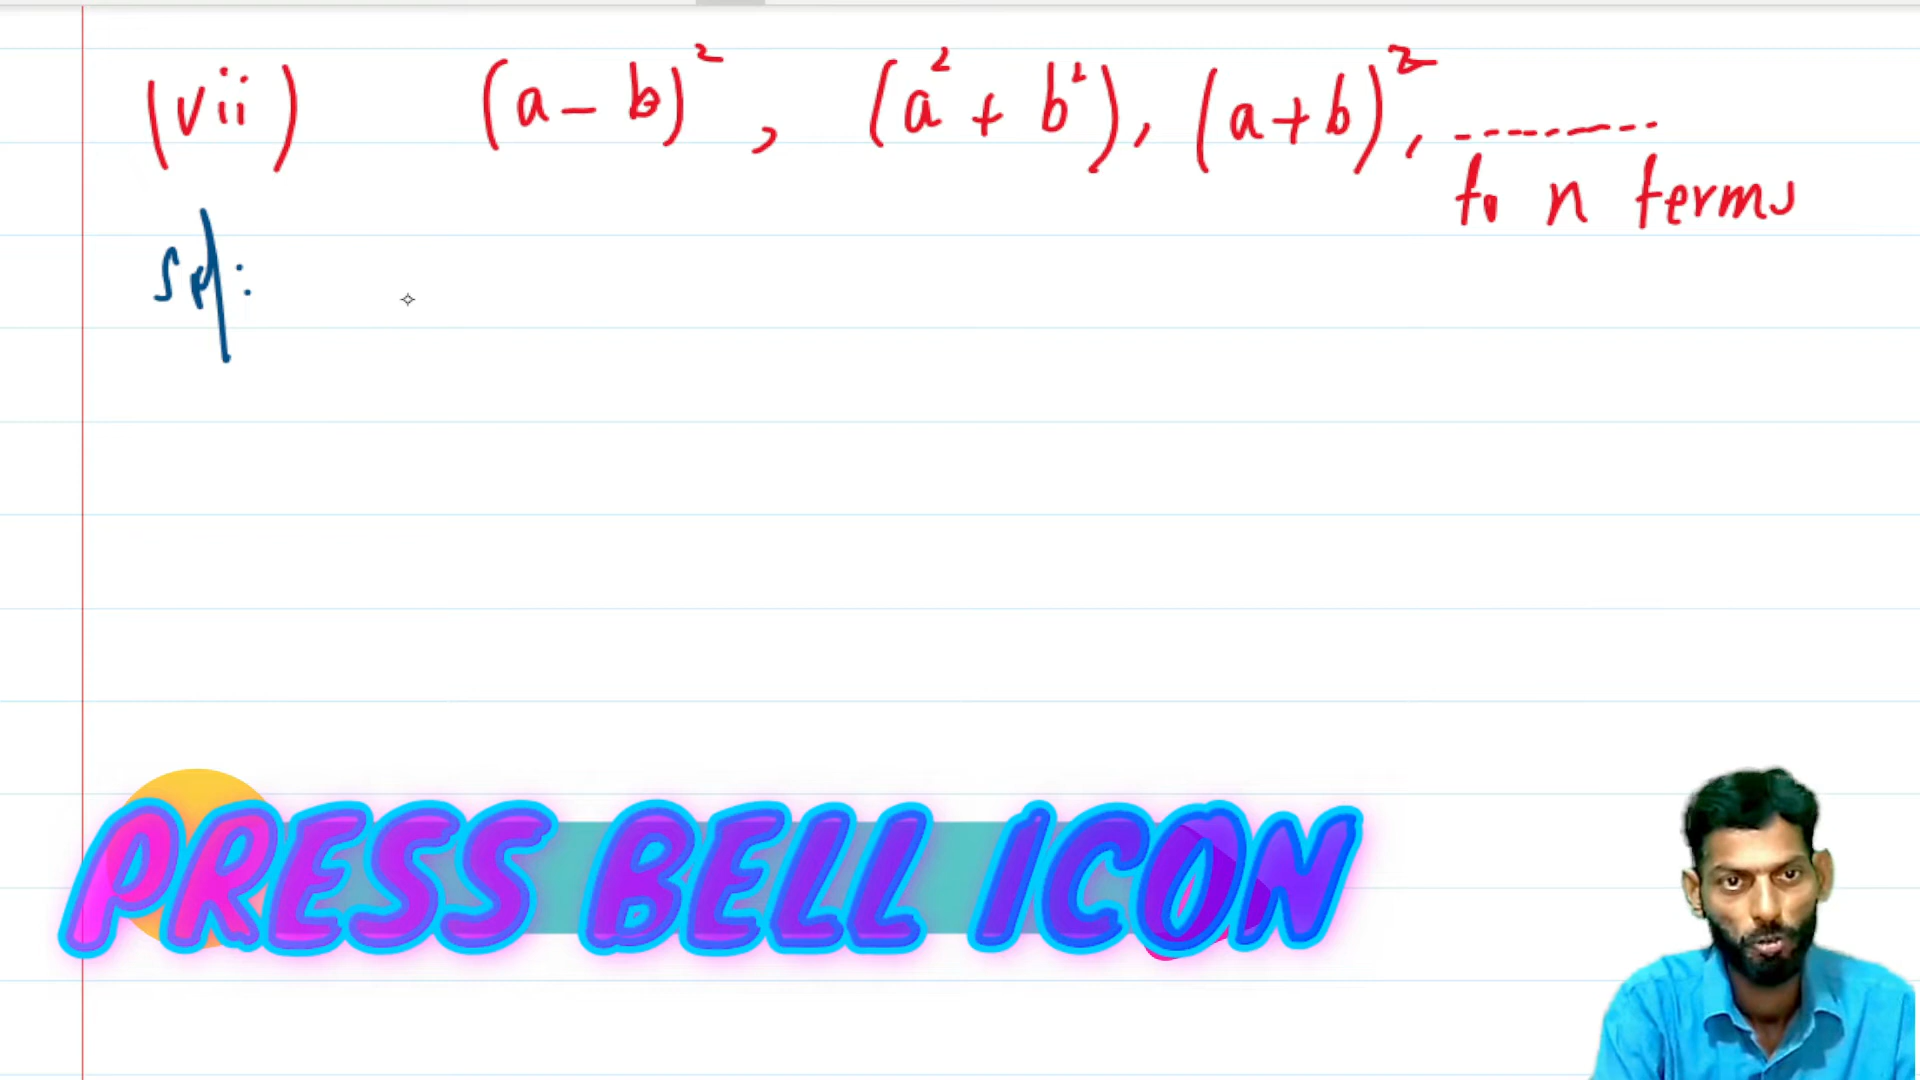 (vii) (a - b)², (a² + b²), (a + b)², ---------
to n terms
Sol:
PRESS BELL ICON